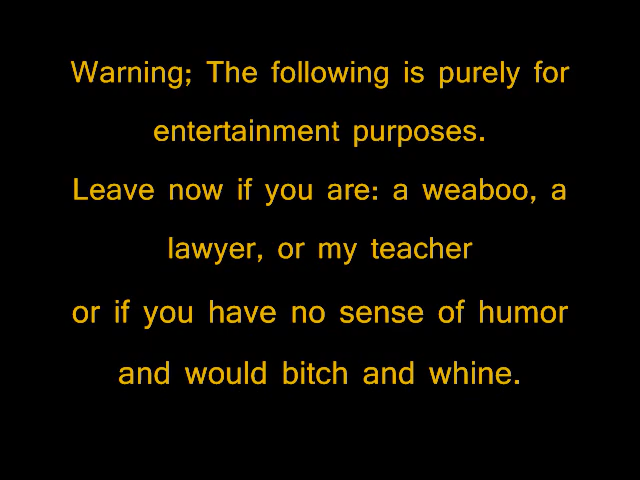 Warning; The following is purely for
entertainment purposes.
Leave now if you are: a weaboo, a
lawyer, or my teacher
or if you have no sense of humor
and would bitch and whine.